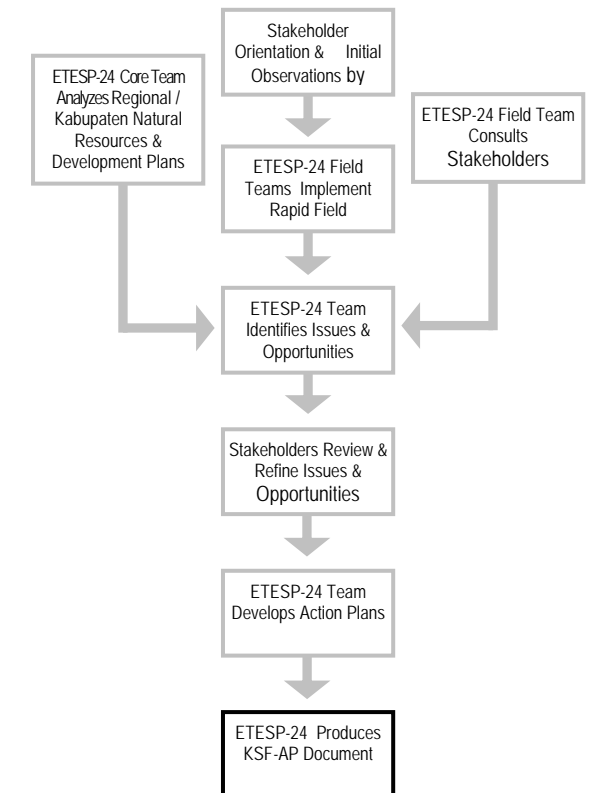 Stakeholder
Orientation & Initial
Observations by
ETESP-24 Core Team
Analyzes Regional /
Kabupaten Natural
Resources &
Development Plans
ETESP-24 Field Team
Consults
Stakeholders
ETESP-24 Field
Teams Implement
Rapid Field
ETESP-24 Team
Identifies Issues &
Opportunities
Stakeholders Review &
Refine Issues &
Opportunities
ETESP-24 Team
Develops Action Plans
ETESP-24 Produces
KSF-AP Document